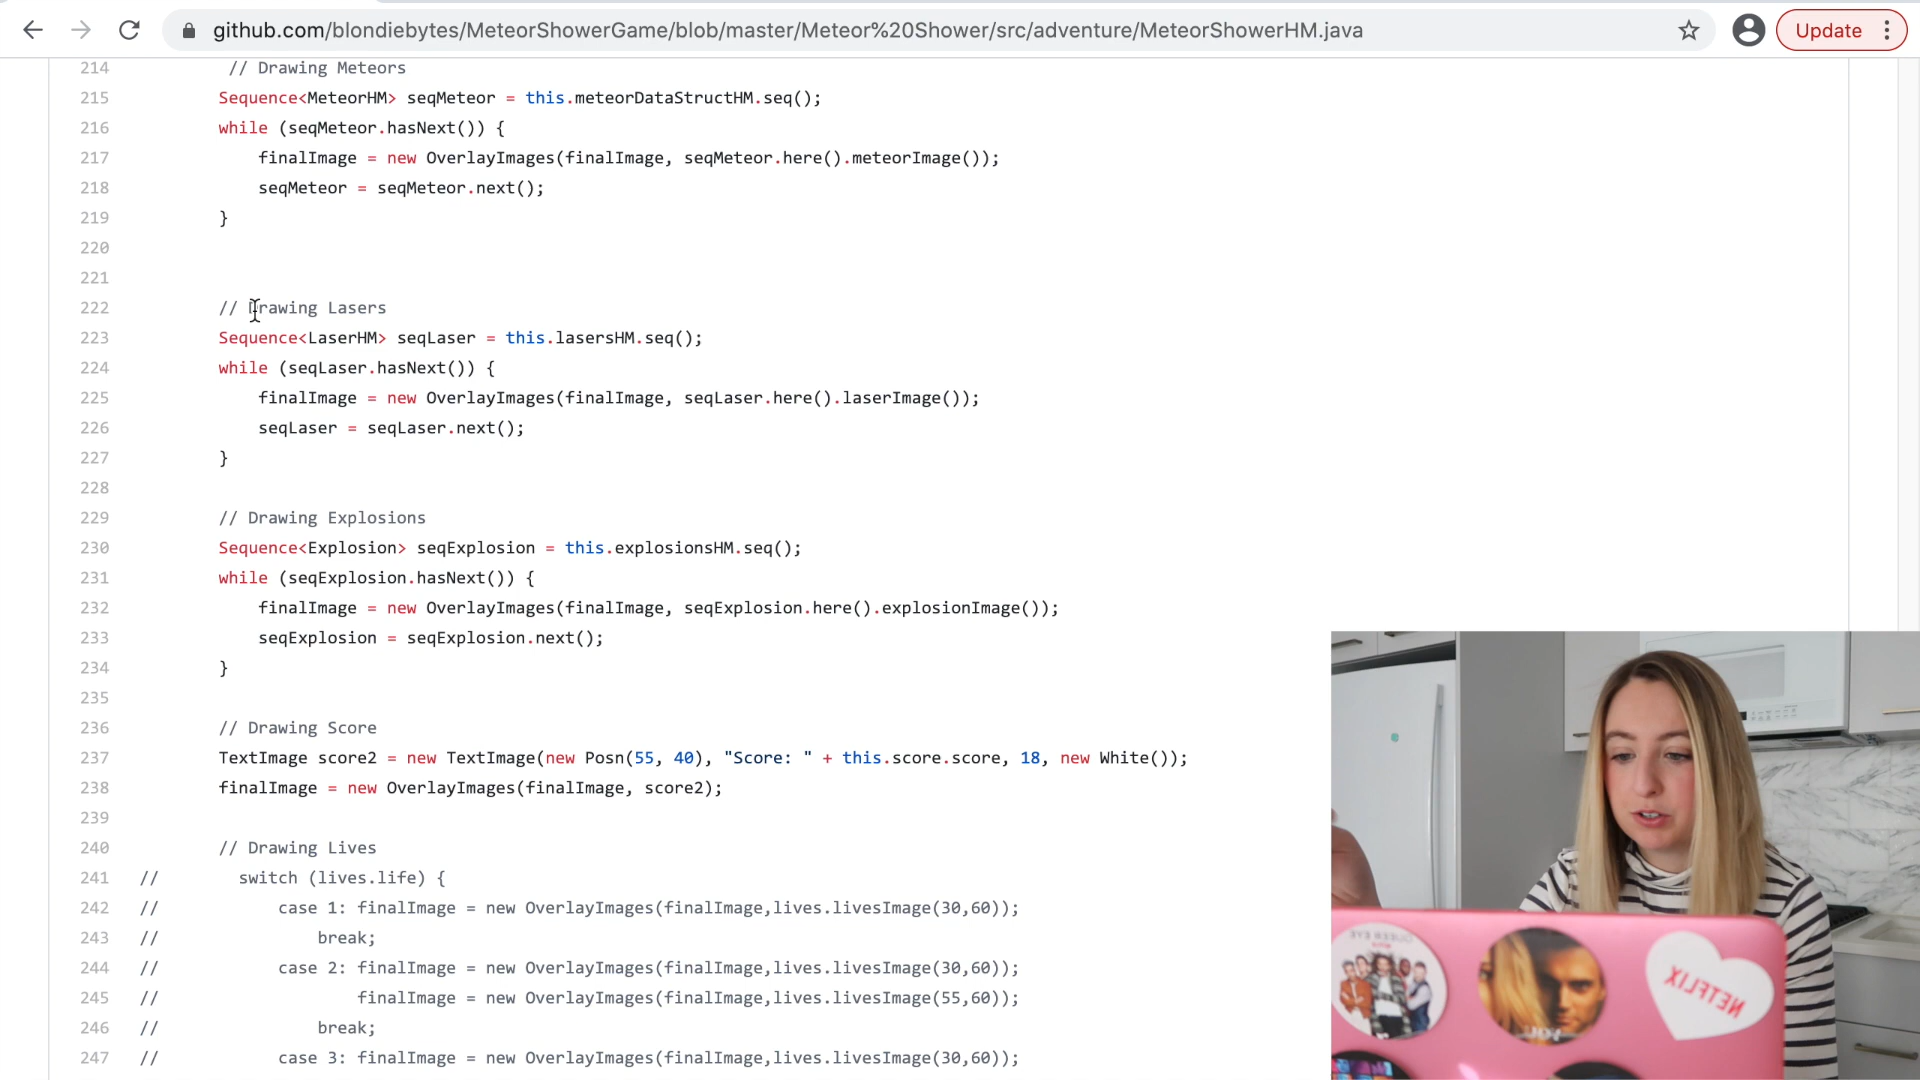 github.com/blondiebytes/MeteorShowerGame/blob/master/Meteor%20Shower/src/adventure/MeteorShowerHM.java
Update
214 // Drawing Meteors
215 Sequence<MeteorHM> seqMeteor = this.meteorDataStructHM.seq();
216 while (seqMeteor.hasNext()) {
217 finalImage = new OverlayImages(finalImage, seqMeteor.here().meteorImage());
218 seqMeteor = seqMeteor.next();
219 }
220
221
222 // Drawing Lasers
223 Sequence<LaserHM> seqLaser = this.lasersHM.seq();
224 while (seqLaser.hasNext()) {
225 finalImage = new OverlayImages(finalImage, seqLaser.here().laserImage());
226 seqLaser = seqLaser.next();
227 }
228
229 // Drawing Explosions
230 Sequence<Explosion> seqExplosion = this.explosionsHM.seq();
231 while (seqExplosion.hasNext()) {
232 finalImage = new OverlayImages(finalImage, seqExplosion.here().explosionImage());
233 seqExplosion = seqExplosion.next();
234 }
235
236 // Drawing Score
237 TextImage score2 = new TextImage(new Posn(55, 40), "Score: " + this.score.score, 18, new White());
238 finalImage = new OverlayImages(finalImage, score2);
239
240 // Drawing Lives
241 // switch (lives.life) {
242 // case 1: finalImage = new OverlayImages(finalImage,lives.livesImage(30,60));
243 // break;
244 // case 2: finalImage = new OverlayImages(finalImage,lives.livesImage(30,60));
245 // finalImage = new OverlayImages(finalImage,lives.livesImage(55,60));
246 // break;
247 // case 3: finalImage = new OverlayImages(finalImage,lives.livesImage(30,60));
QUEER EYE
NETFLIX